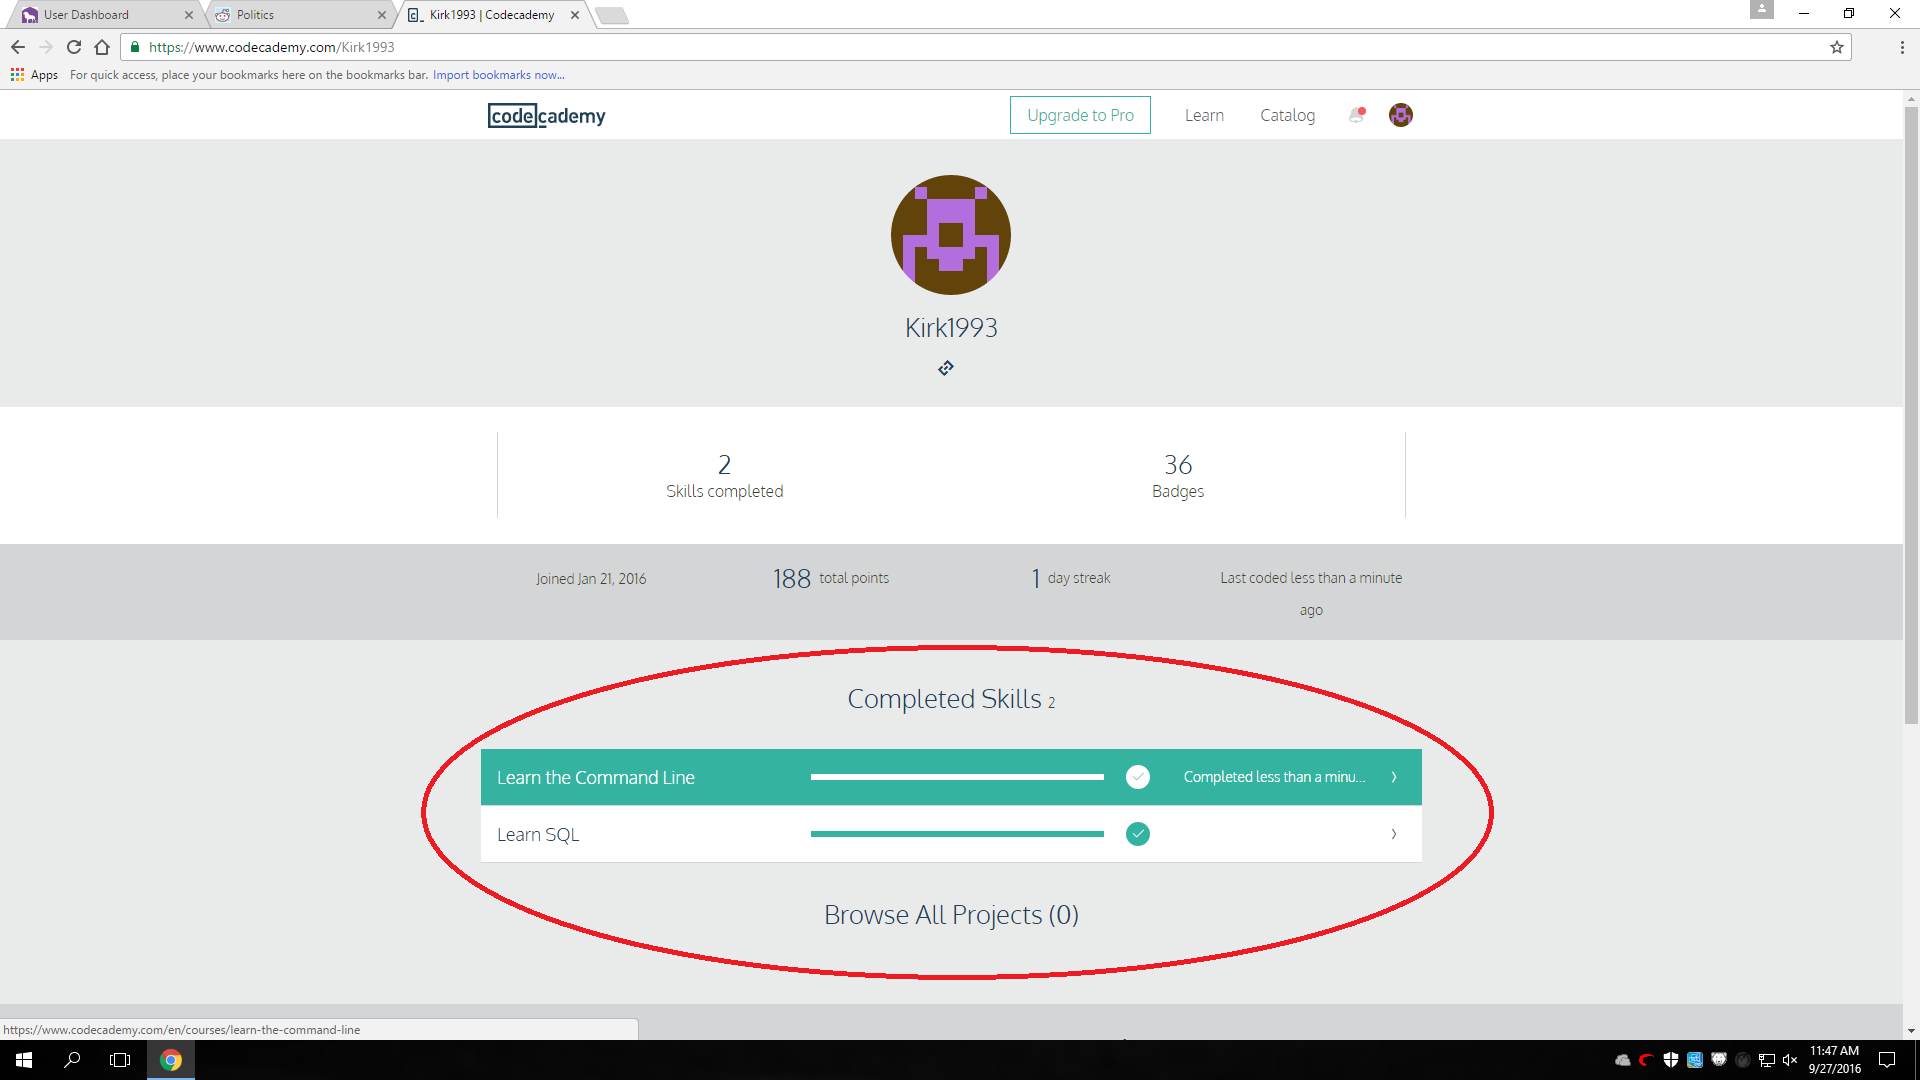 User Dashboard
Politics
Kirk1993 | Codecademy
https://www.codecademy.com/Kirk1993
Apps For quick access, place your bookmarks here on the bookmarks bar. Import bookmarks now...
codecademy
Upgrade to Pro Learn Catalog
Kirk1993
2
Skills completed
36
Badges
Joined Jan 21, 2016
188 total points
1 day streak
Last coded less than a minute
ago
Completed Skills 2
Learn the Command Line Completed less than a minu...
Learn SQL
Browse All Projects (0)
https://www.codecademy.com/en/courses/learn-the-command-line
11:47 AM
9/27/2016